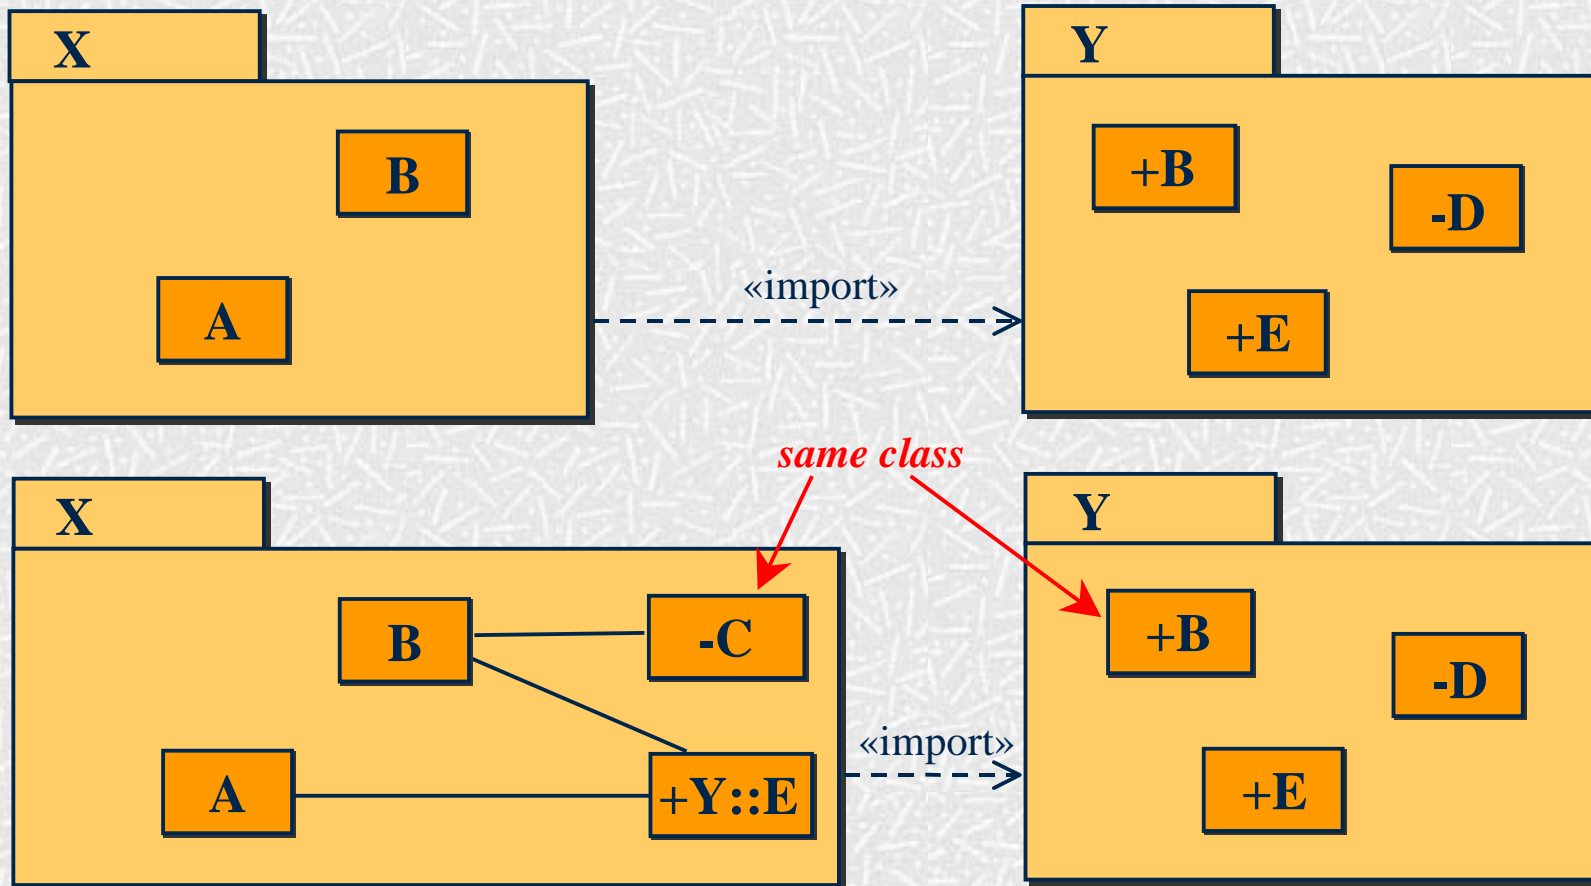 X
Y
B
+B
-D
A
«import»
+E
same class
X
Y
B
-C
+B
-D
«import»
A
+Y::E
+E